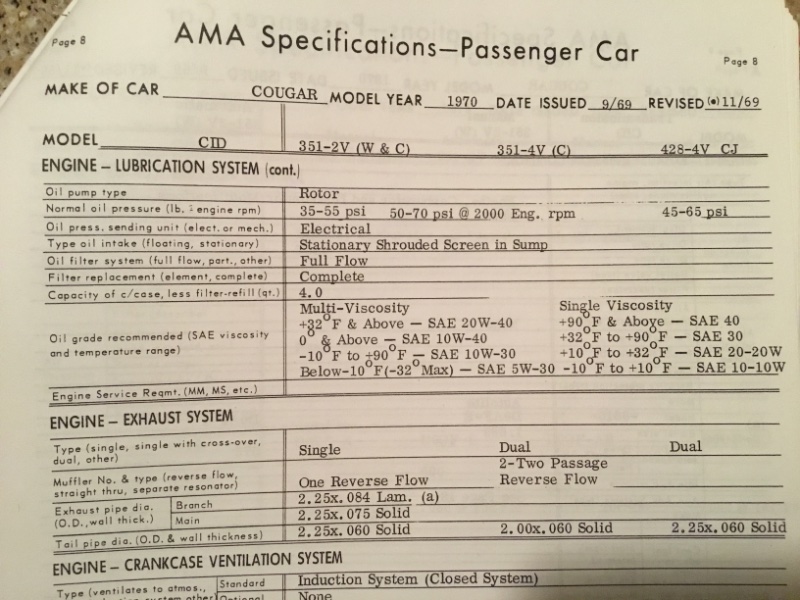 Page 8 AMA Specifications—Passenger Car Page 8
MAKE OF CAR COUGAR MODEL YEAR 1970 DATE ISSUED 9/69 REVISED (•) 11/69
MODEL CID 351-2V (W & C) 351-4V (C) 428-4V CJ
ENGINE – LUBRICATION SYSTEM (cont.)
Oil pump type Rotor
Normal oil pressure (lb. - engine rpm) 35-55 psi 50-70 psi @ 2000 Eng. rpm 45-65 psi
Oil press. sending unit (elect. or mech.) Electrical
Type oil intake (floating, stationary) Stationary Shrouded Screen in Sump
Oil filter system (full flow, part., other) Full Flow
Filter replacement (element, complete) Complete
Capacity of c/case, less filter-refill (qt.) 4.0
Oil grade recommended (SAE viscosity and temperature range)
Multi-Viscosity Single Viscosity
+32°F & Above — SAE 20W-40 +90°F & Above — SAE 40
0° & Above — SAE 10W-40 +32°F to +90°F — SAE 30
-10°F to +90°F — SAE 10W-30 +10°F to +32°F — SAE 20-20W
Below-10°F(-32°Max) — SAE 5W-30 -10°F to +10°F — SAE 10-10W
Engine Service Reqmt. (MM, MS, etc.)
ENGINE – EXHAUST SYSTEM
Type (single, single with cross-over, dual, other) Single Dual Dual
Muffler No. & type (reverse flow, straight thru, separate resonator) One Reverse Flow 2-Two Passage Reverse Flow
Exhaust pipe dia. (O.D., wall thick.) Branch 2.25x.084 Lam. (a)
Main 2.25x.075 Solid
Tail pipe dia. (O.D. & wall thickness) 2.25x.060 Solid 2.00x.060 Solid 2.25x.060 Solid
ENGINE – CRANKCASE VENTILATION SYSTEM
Type (ventilates to atmos., Standard Induction System (Closed System)
Optional None